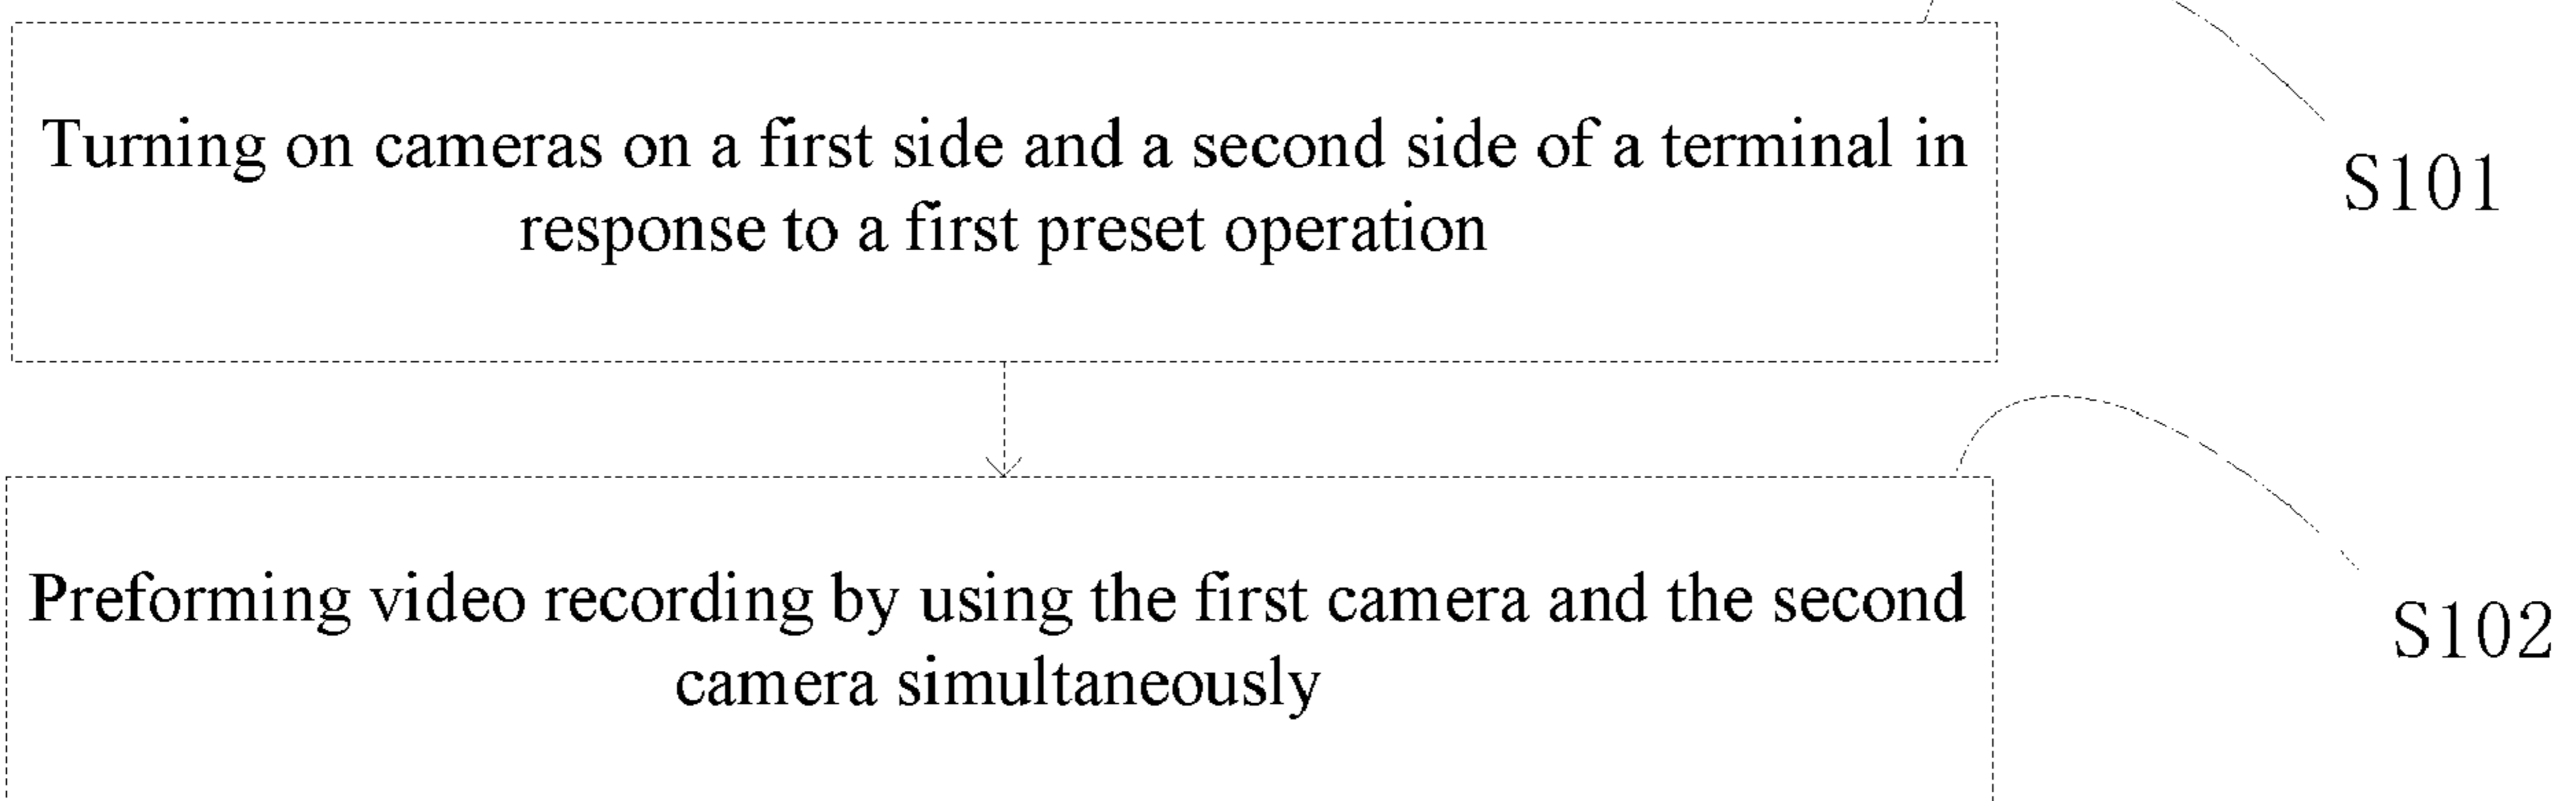 Turning on cameras on a first side and a second side of a terminal in
response to a first preset operation
S101
Preforming video recording by using the first camera and the second
camera simultaneously
S102